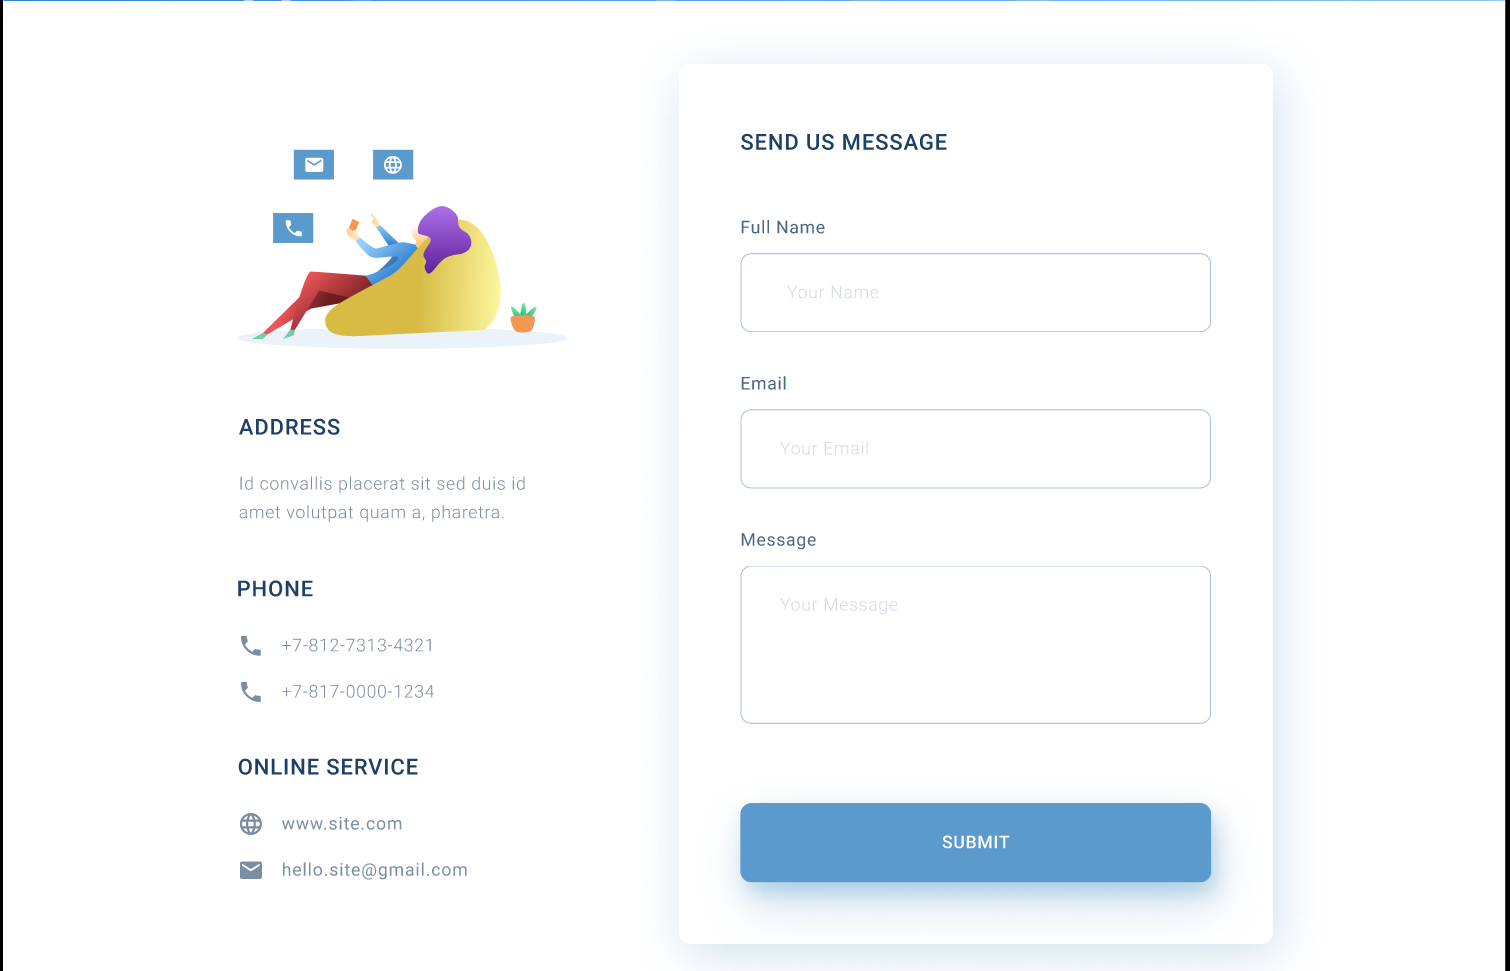 ADDRESS
Id convallis placerat sit sed duis id
amet volutpat quam a, pharetra.
PHONE
+7-812-7313-4321
+7-817-0000-1234
ONLINE SERVICE
www.site.com
hello.site@gmail.com
SEND US MESSAGE
Full Name
Your Name
Email
Your Email
Message
Your Message
SUBMIT